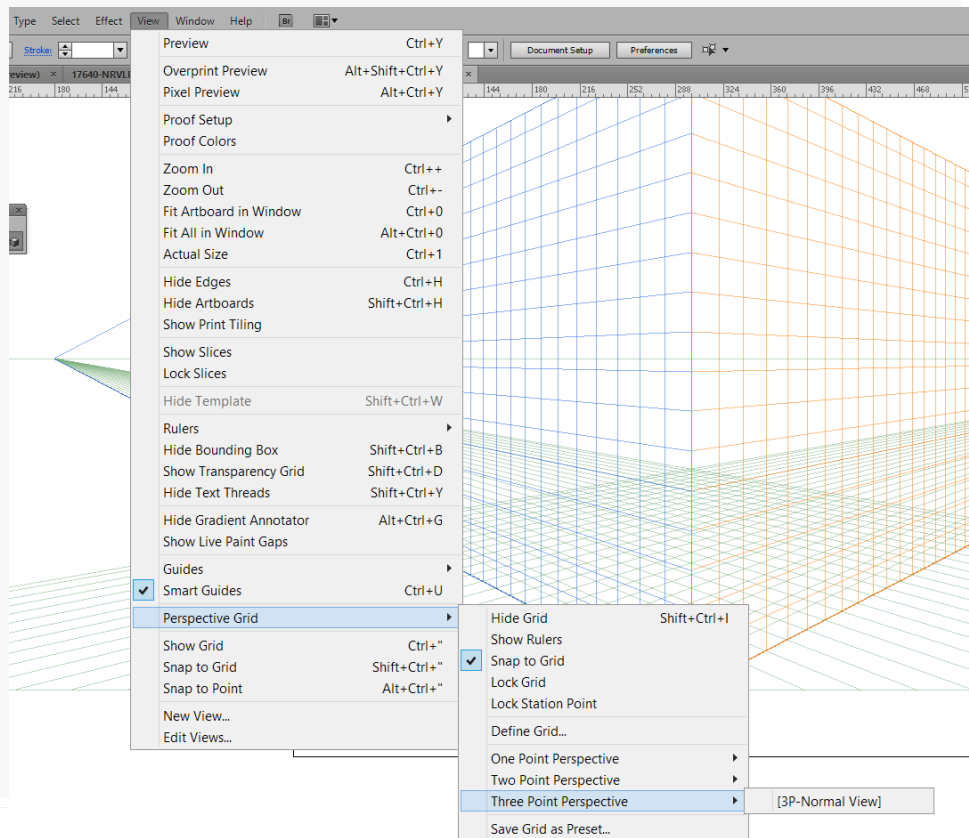 Type Select Effect View Window Help Br
Stroke: Document Setup Preferences
review) × 17640-NRVLF ×
216 180 144 144 180 216 252 288 324 360 396 432 468 5
Preview Ctrl+Y
Overprint Preview Alt+Shift+Ctrl+Y
Pixel Preview Alt+Ctrl+Y
Proof Setup
Proof Colors
Zoom In Ctrl++
Zoom Out Ctrl+-
Fit Artboard in Window Ctrl+0
Fit All in Window Alt+Ctrl+0
Actual Size Ctrl+1
Hide Edges Ctrl+H
Hide Artboards Shift+Ctrl+H
Show Print Tiling
Show Slices
Lock Slices
Hide Template Shift+Ctrl+W
Rulers
Hide Bounding Box Shift+Ctrl+B
Show Transparency Grid Shift+Ctrl+D
Hide Text Threads Shift+Ctrl+Y
Hide Gradient Annotator Alt+Ctrl+G
Show Live Paint Gaps
Guides
Smart Guides Ctrl+U
Perspective Grid
Show Grid Ctrl+"
Snap to Grid Shift+Ctrl+"
Snap to Point Alt+Ctrl+"
New View...
Edit Views...
Hide Grid Shift+Ctrl+I
Show Rulers
Snap to Grid
Lock Grid
Lock Station Point
Define Grid...
One Point Perspective
Two Point Perspective
Three Point Perspective
[3P-Normal View]
Save Grid as Preset...